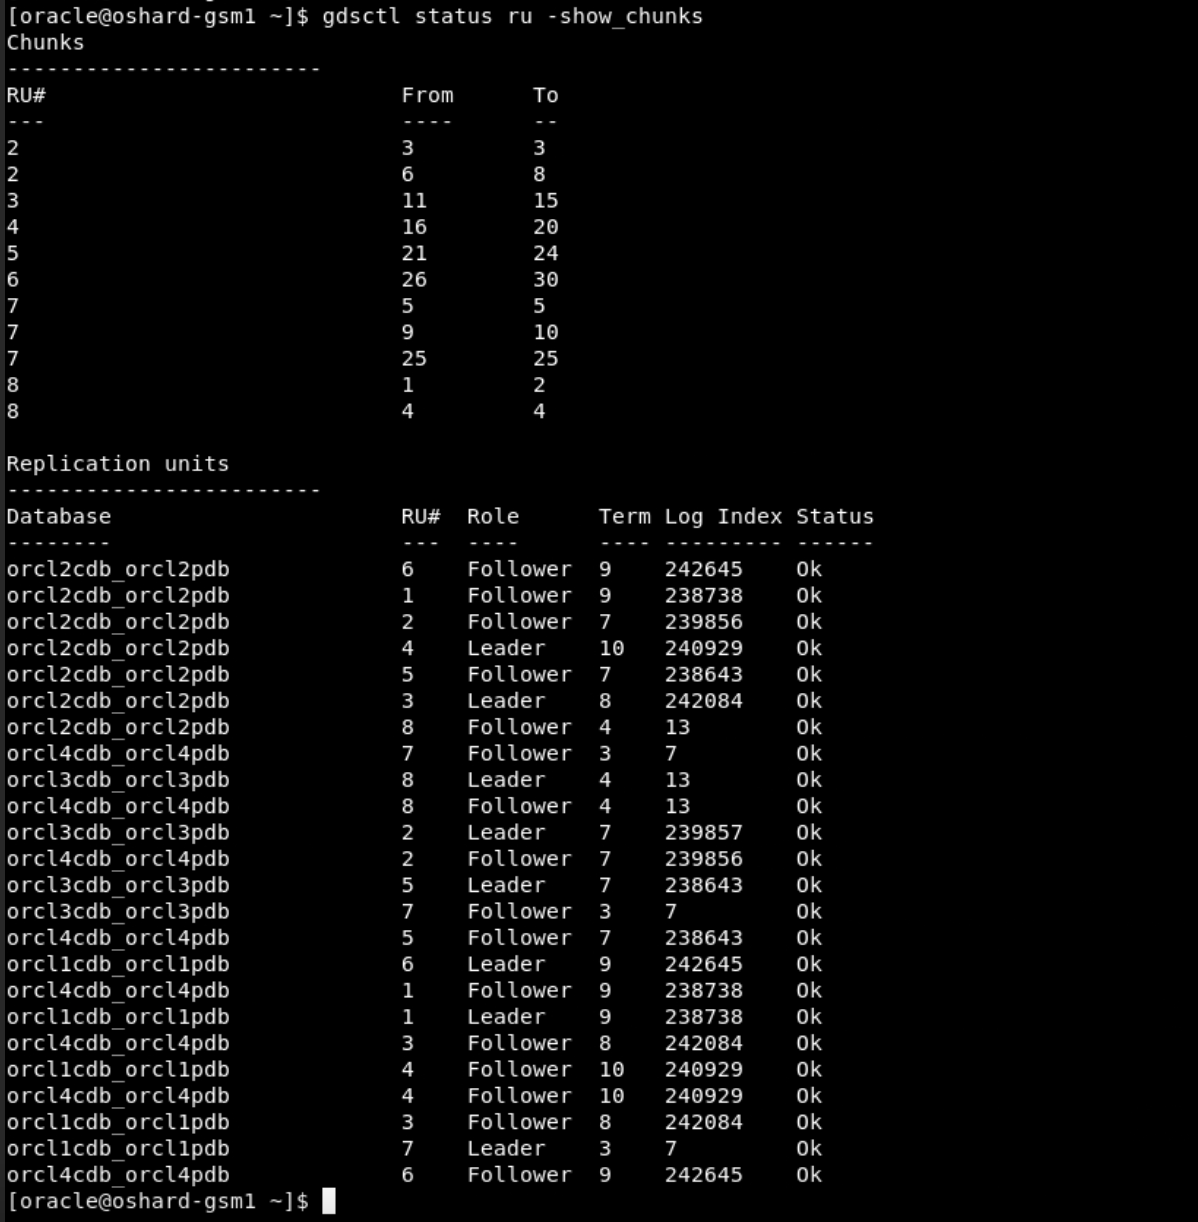 [oracle@oshard-gsm1 ~]$ gdsctl status ru -show_chunks
Chunks
------------------------
RU#                           From      To
---                           ----      --
2                             3         3
2                             6         8
3                             11        15
4                             16        20
5                             21        24
6                             26        30
7                             5         5
7                             9         10
7                             25        25
8                             1         2
8                             4         4

Replication units
------------------------
Database                      RU#  Role      Term Log Index Status
--------                      ---  ----      ---- --------- ------
orcl2cdb_orcl2pdb             6    Follower  9    242645    Ok
orcl2cdb_orcl2pdb             1    Follower  9    238738    Ok
orcl2cdb_orcl2pdb             2    Follower  7    239856    Ok
orcl2cdb_orcl2pdb             4    Leader    10   240929    Ok
orcl2cdb_orcl2pdb             5    Follower  7    238643    Ok
orcl2cdb_orcl2pdb             3    Leader    8    242084    Ok
orcl2cdb_orcl2pdb             8    Follower  4    13        Ok
orcl4cdb_orcl4pdb             7    Follower  3    7         Ok
orcl3cdb_orcl3pdb             8    Leader    4    13        Ok
orcl4cdb_orcl4pdb             8    Follower  4    13        Ok
orcl3cdb_orcl3pdb             2    Leader    7    239857    Ok
orcl4cdb_orcl4pdb             2    Follower  7    239856    Ok
orcl3cdb_orcl3pdb             5    Leader    7    238643    Ok
orcl3cdb_orcl3pdb             7    Follower  3    7         Ok
orcl4cdb_orcl4pdb             5    Follower  7    238643    Ok
orcl1cdb_orcl1pdb             6    Leader    9    242645    Ok
orcl4cdb_orcl4pdb             1    Follower  9    238738    Ok
orcl1cdb_orcl1pdb             1    Leader    9    238738    Ok
orcl4cdb_orcl4pdb             3    Follower  8    242084    Ok
orcl1cdb_orcl1pdb             4    Follower  10   240929    Ok
orcl4cdb_orcl4pdb             4    Follower  10   240929    Ok
orcl1cdb_orcl1pdb             3    Follower  8    242084    Ok
orcl1cdb_orcl1pdb             7    Leader    3    7         Ok
orcl4cdb_orcl4pdb             6    Follower  9    242645    Ok
[oracle@oshard-gsm1 ~]$